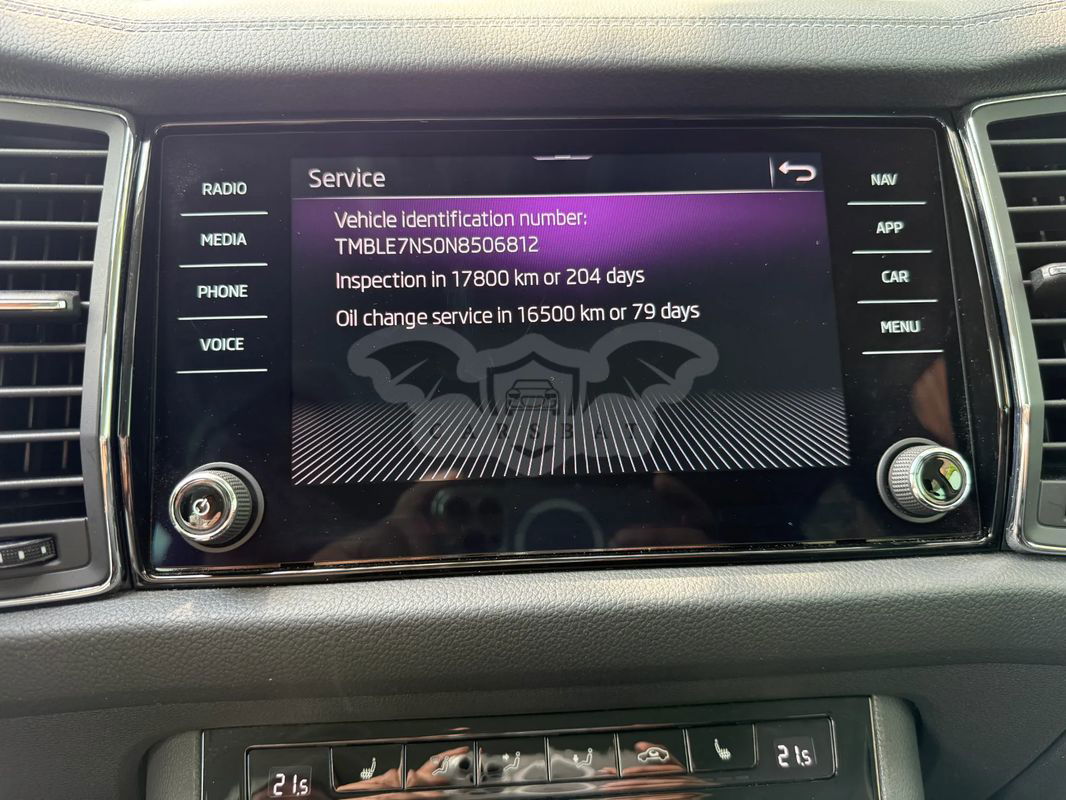 RADIO
MEDIA
PHONE
VOICE
Service
Vehicle identification number:
TMBLE7NS0N8506812
Inspection in 17800 km or 204 days
Oil change service in 16500 km or 79 days
CARSBAT
NAV
APP
CAR
MENU
21.5
21.5